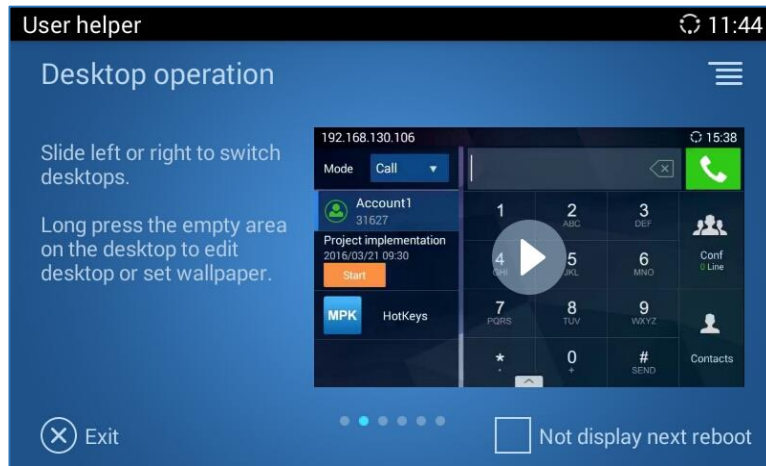 User helper
11:44
Desktop operation
Slide left or right to switch
desktops.
Long press the empty area
on the desktop to edit
desktop or set wallpaper.
192.168.130.106
15:38
Mode
Call
Account1
31627
Project implementation
2016/03/21 09:30
Start
MPK
HotKeys
1
2
ABC
3
DEF
4
GHI
5
JKL
6
MNO
7
PQRS
8
TUV
9
WXYZ
*
.
0
+
#
SEND
Conf
0 Line
Contacts
Exit
Not display next reboot